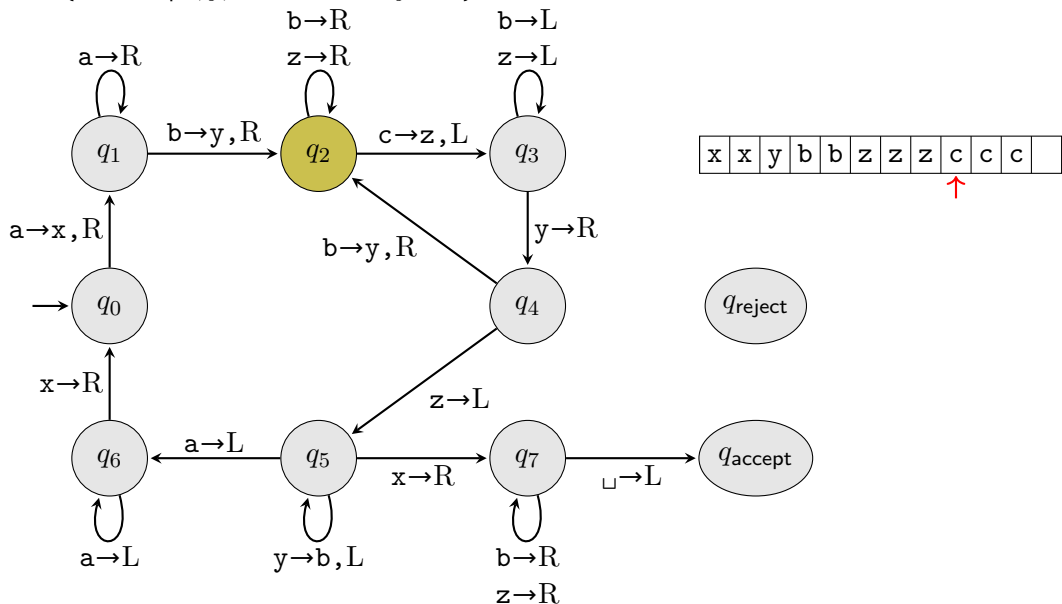 b→R
b→L
a→R
z→R
z→L
q1
b→y,R
q2
c→z,L
q3
x x y b b z z z c c c
↑
a→x,R
b→y,R
y→R
q0
q4
qreject
x→R
z→L
q6
a→L
q5
x→R
q7
␣→L
qaccept
a→L
y→b,L
b→R
z→R